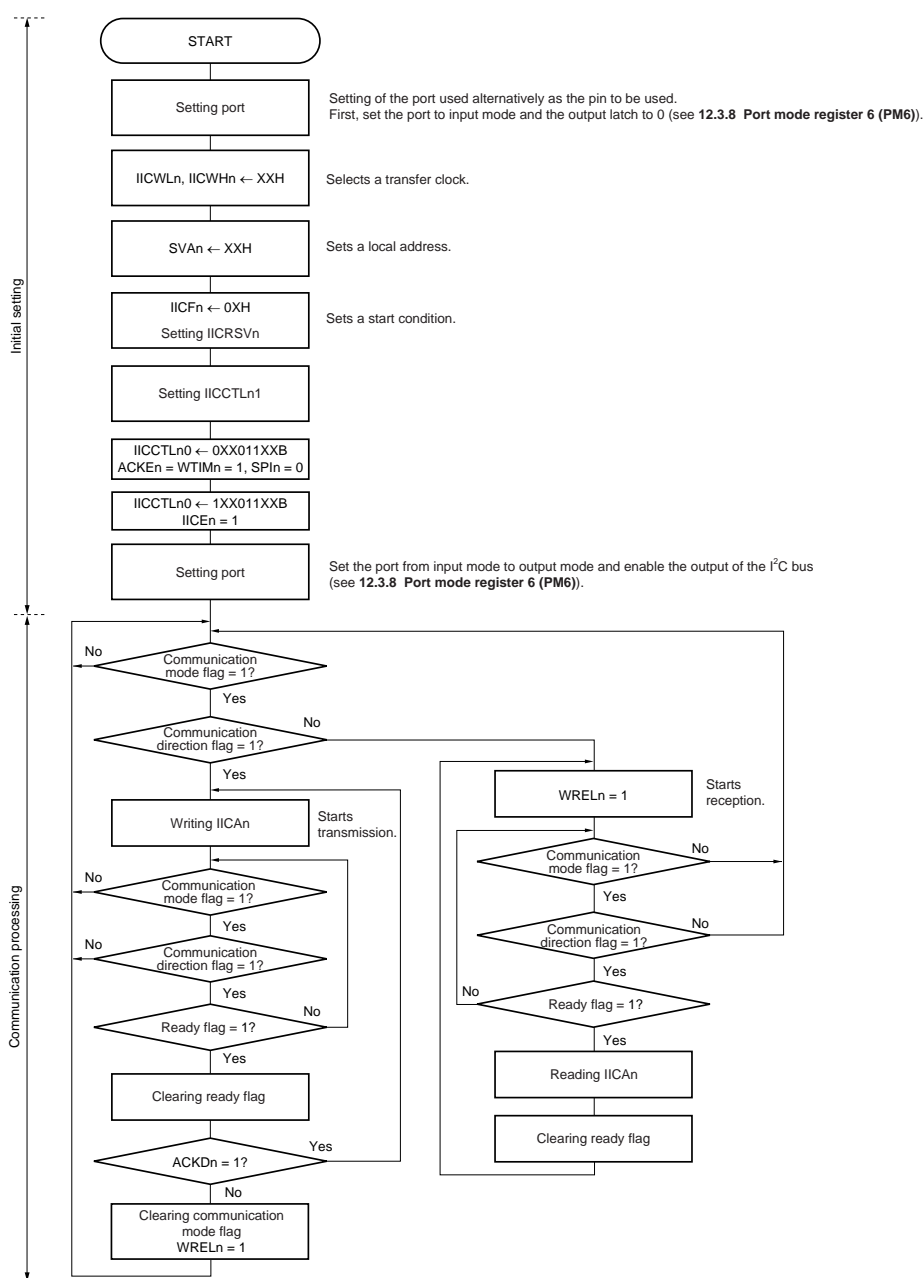 START
Setting port
Setting of the port used alternatively as the pin to be used.
First, set the port to input mode and the output latch to 0 (see 12.3.8 Port mode register 6 (PM6)).
IICWLn, IICWHn ← XXH
Selects a transfer clock.
SVAn ← XXH
Sets a local address.
IICFn ← 0XH
Setting IICRSVn
Sets a start condition.
Initial setting
Setting IICCTLn1
IICCTLn0 ← 0XX011XXB
ACKEn = WTIMn = 1, SPIn = 0
IICCTLn0 ← 1XX011XXB
IICEn = 1
Setting port
Set the port from input mode to output mode and enable the output of the I²C bus
(see 12.3.8 Port mode register 6 (PM6)).
No
Communication
mode flag = 1?
Yes
No
Communication
direction flag = 1?
Yes
Writing IICAn
Starts
transmission.
No
Communication
mode flag = 1?
Yes
No
Communication
direction flag = 1?
Yes
No
Ready flag = 1?
Yes
Clearing ready flag
Yes
ACKDn = 1?
No
Clearing communication
mode flag
WRELn = 1
WRELn = 1
Starts
reception.
No
Communication
mode flag = 1?
Yes
No
Communication
direction flag = 1?
Yes
No
Ready flag = 1?
Yes
Reading IICAn
Clearing ready flag
Communication processing